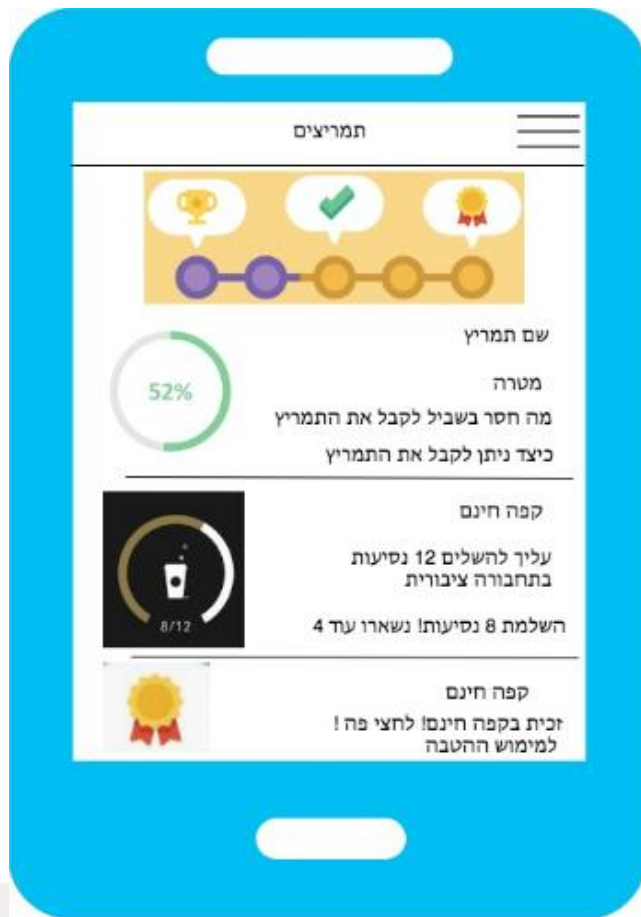 תמריצים
שם תמריץ
52%
מטרה
מה חסר בשביל לקבל את התמריץ
כיצד ניתן לקבל את התמריץ
קפה חינם
עליך להשלים 12 נסיעות
בתחבורה ציבורית
8/12
השלמת 8 נסיעות! נשארו עוד 4
קפה חינם
זכית בקפה חינם! לחצי פה !
למימוש ההטבה